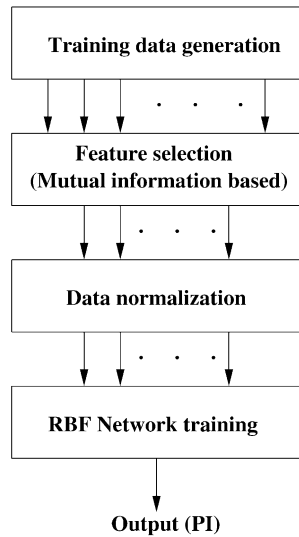 Training data generation
Feature selection
(Mutual information based)
Data normalization
RBF Network training
Output (PI)